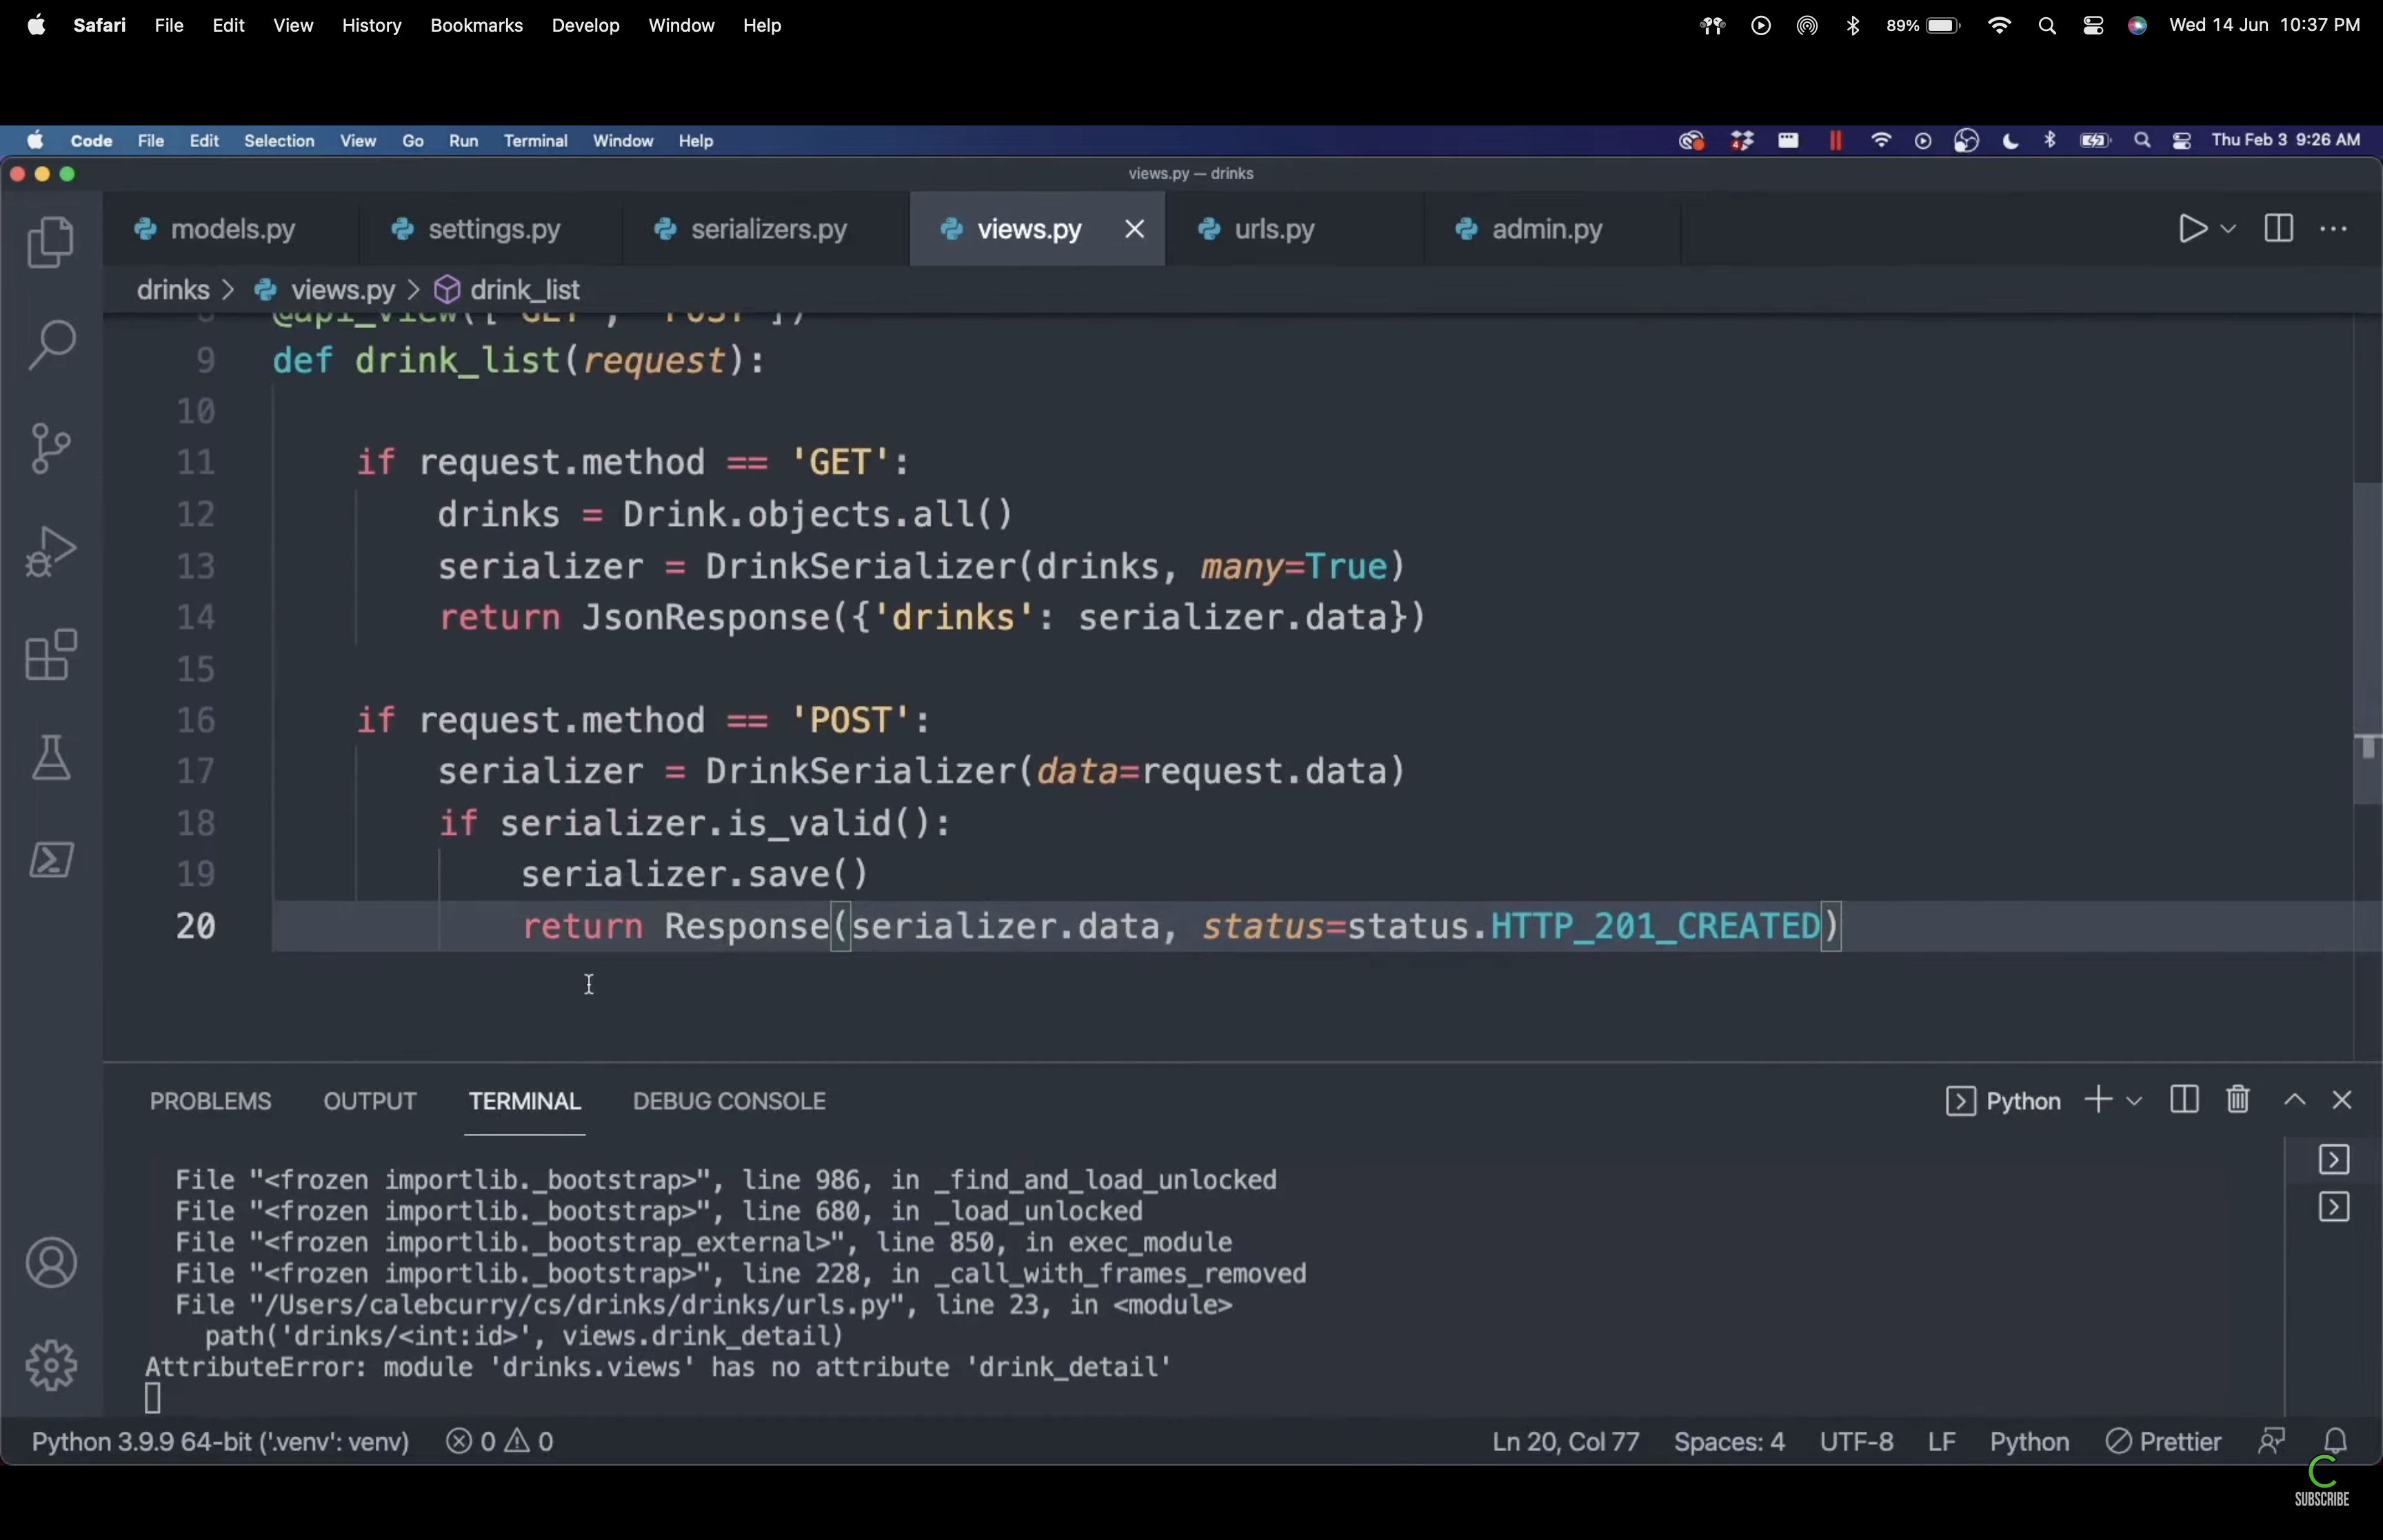 Safari File Edit View History Bookmarks Develop Window Help 89% Wed 14 Jun 10:37 PM
Code File Edit Selection View Go Run Terminal Window Help 4 Thu Feb 3 9:26 AM
views.py — drinks
models.py settings.py serializers.py views.py urls.py admin.py
drinks > views.py > drink_list
8 @api_view(['GET', 'POST'])
9 def drink_list(request):
10
11 if request.method == 'GET':
12 drinks = Drink.objects.all()
13 serializer = DrinkSerializer(drinks, many=True)
14 return JsonResponse({'drinks': serializer.data})
15
16 if request.method == 'POST':
17 serializer = DrinkSerializer(data=request.data)
18 if serializer.is_valid():
19 serializer.save()
20 return Response(serializer.data, status=status.HTTP_201_CREATED)
PROBLEMS OUTPUT TERMINAL DEBUG CONSOLE Python
File "<frozen importlib._bootstrap>", line 986, in _find_and_load_unlocked
File "<frozen importlib._bootstrap>", line 680, in _load_unlocked
File "<frozen importlib._bootstrap_external>", line 850, in exec_module
File "<frozen importlib._bootstrap>", line 228, in _call_with_frames_removed
File "/Users/calebcurry/cs/drinks/drinks/urls.py", line 23, in <module>
path('drinks/<int:id>', views.drink_detail)
AttributeError: module 'drinks.views' has no attribute 'drink_detail'
Python 3.9.9 64-bit ('.venv': venv) 0 0 Ln 20, Col 77 Spaces: 4 UTF-8 LF Python Prettier
SUBSCRIBE